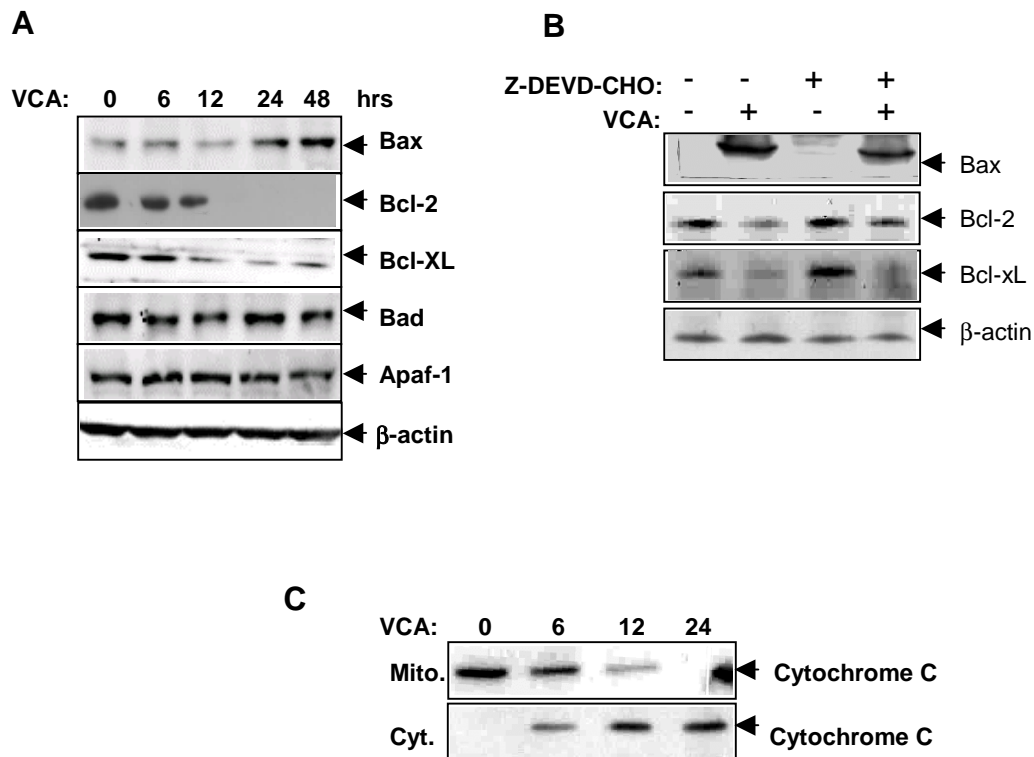 A
VCA: 0 6 12 24 48 hrs
Bax
Bcl-2
Bcl-XL
Bad
Apaf-1
β-actin
B
Z-DEVD-CHO: - - + +
VCA: - + - +
Bax
Bcl-2
Bcl-xL
β-actin
C
VCA: 0 6 12 24
Mito. Cytochrome C
Cyt. Cytochrome C